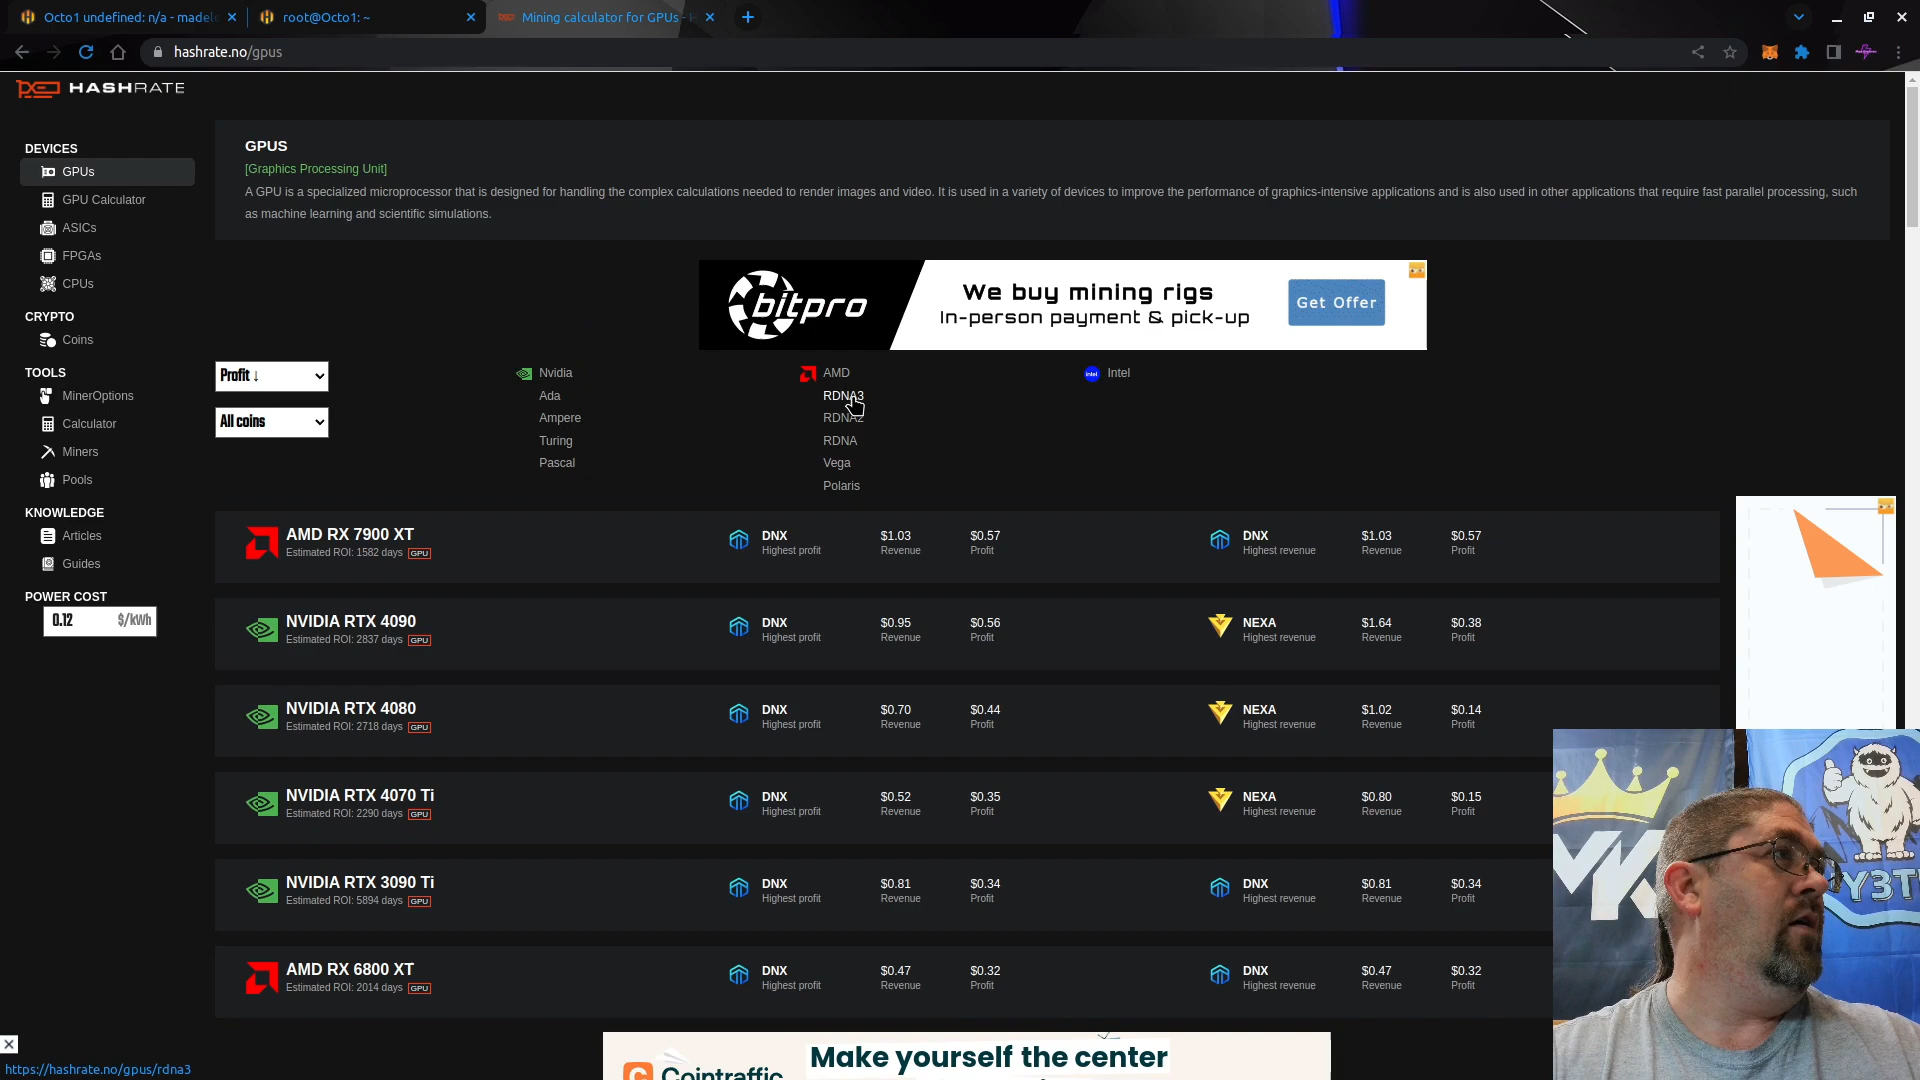 Octo1 undefined: n/a - madel
root@Octo1: ~
Mining calculator for GPUs -
hashrate.no/gpus
HASHRATE
DEVICES
GPUs
GPU Calculator
ASICs
FPGAs
CPUs
CRYPTO
Coins
TOOLS
MinerOptions
Calculator
Miners
Pools
KNOWLEDGE
Articles
Guides
POWER COST
0.12 $/kWh
GPUS
[Graphics Processing Unit]
A GPU is a specialized microprocessor that is designed for handling the complex calculations needed to render images and video. It is used in a variety of devices to improve the performance of graphics-intensive applications and is also used in other applications that require fast parallel processing, such
as machine learning and scientific simulations.
bitpro
We buy mining rigs
In-person payment & pick-up
Get Offer
Profit ↓
All coins
Nvidia
Ada
Ampere
Turing
Pascal
AMD
RDNA3
RDNA2
RDNA
Vega
Polaris
intel
Intel
AMD RX 7900 XT
Estimated ROI: 1582 days GPU
DNX $1.03 $0.57
Highest profit Revenue Profit
DNX $1.03 $0.57
Highest revenue Revenue Profit
NVIDIA RTX 4090
Estimated ROI: 2837 days GPU
DNX $0.95 $0.56
Highest profit Revenue Profit
NEXA $1.64 $0.38
Highest revenue Revenue Profit
NVIDIA RTX 4080
Estimated ROI: 2718 days GPU
DNX $0.70 $0.44
Highest profit Revenue Profit
NEXA $1.02 $0.14
Highest revenue Revenue Profit
NVIDIA RTX 4070 Ti
Estimated ROI: 2290 days GPU
DNX $0.52 $0.35
Highest profit Revenue Profit
NEXA $0.80 $0.15
Highest revenue Revenue Profit
NVIDIA RTX 3090 Ti
Estimated ROI: 5894 days GPU
DNX $0.81 $0.34
Highest profit Revenue Profit
DNX $0.81 $0.34
Highest revenue Revenue Profit
AMD RX 6800 XT
Estimated ROI: 2014 days GPU
DNX $0.47 $0.32
Highest profit Revenue Profit
DNX $0.47 $0.32
Highest revenue Revenue Profit
Cointraffic
Make yourself the center
https://hashrate.no/gpus/rdna3
VK
Y3T